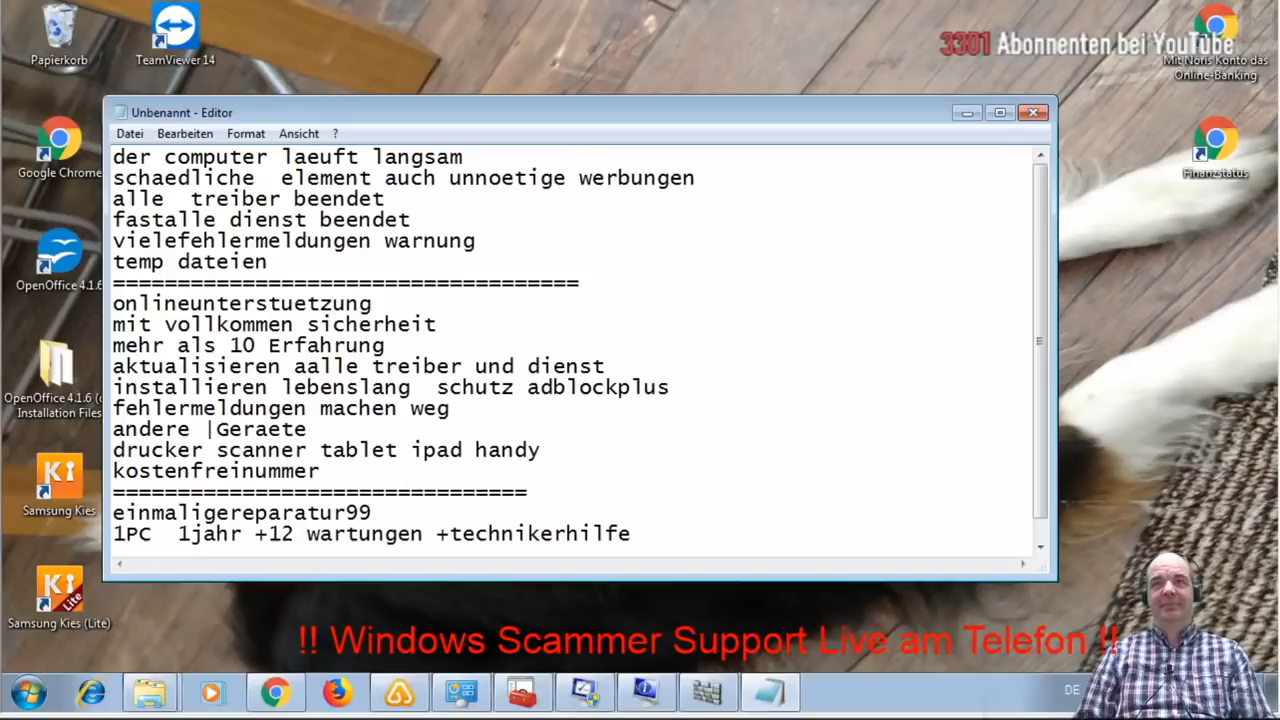 Papierkorb
TeamViewer 14
3301 Abonnenten bei YouTube
Mit Noris Konto das
Online-Banking
Google Chrome
Finanzstatus
OpenOffice 4.1.6
OpenOffice 4.1.6 (
Installation Files
Samsung Kies
Samsung Kies (Lite)
Unbenannt - Editor
Datei Bearbeiten Format Ansicht ?
der computer laeuft langsam
schaedliche  element auch unnoetige werbungen
alle  treiber beendet
fastalle dienst beendet
vielefehlermeldungen warnung
temp dateien
====================================
onlineunterstuetzung
mit vollkommen sicherheit
mehr als 10 Erfahrung
aktualisieren aalle treiber und dienst
installieren lebenslang  schutz adblockplus
fehlermeldungen machen weg
andere |Geraete
drucker scanner tablet ipad handy
kostenfreinummer
================================
einmaligereparatur99
1PC  1jahr +12 wartungen +technikerhilfe
!! Windows Scammer Support Live am Telefon !!
DE